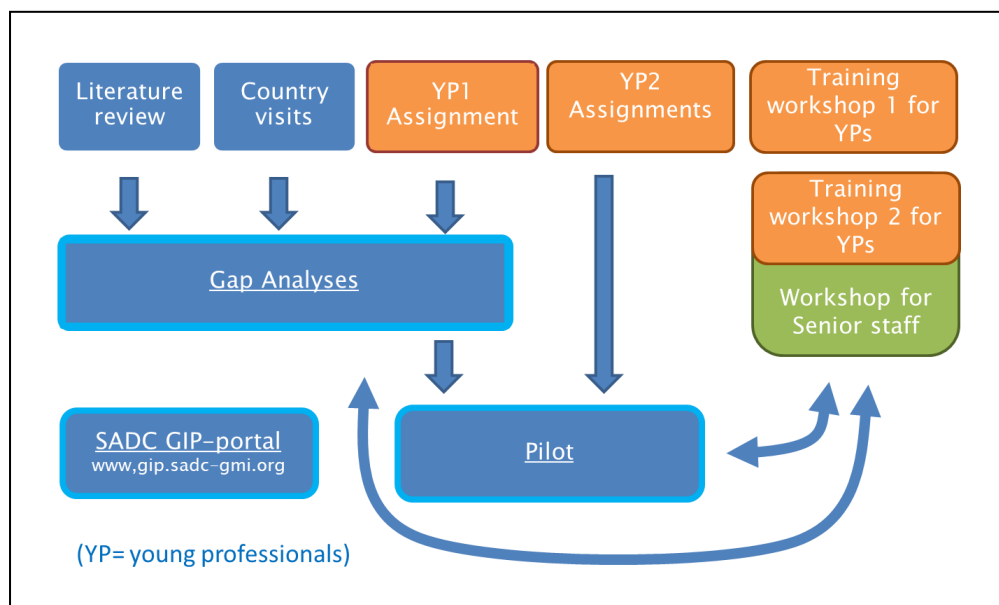 Literature
review
Country
visits
YP1
Assignment
YP2
Assignments
Training
workshop 1 for
YPs
Training
workshop 2 for
YPs
Workshop for
Senior staff
Gap Analyses
SADC GIP-portal
www,gip.sadc-gmi.org
Pilot
(YP= young professionals)